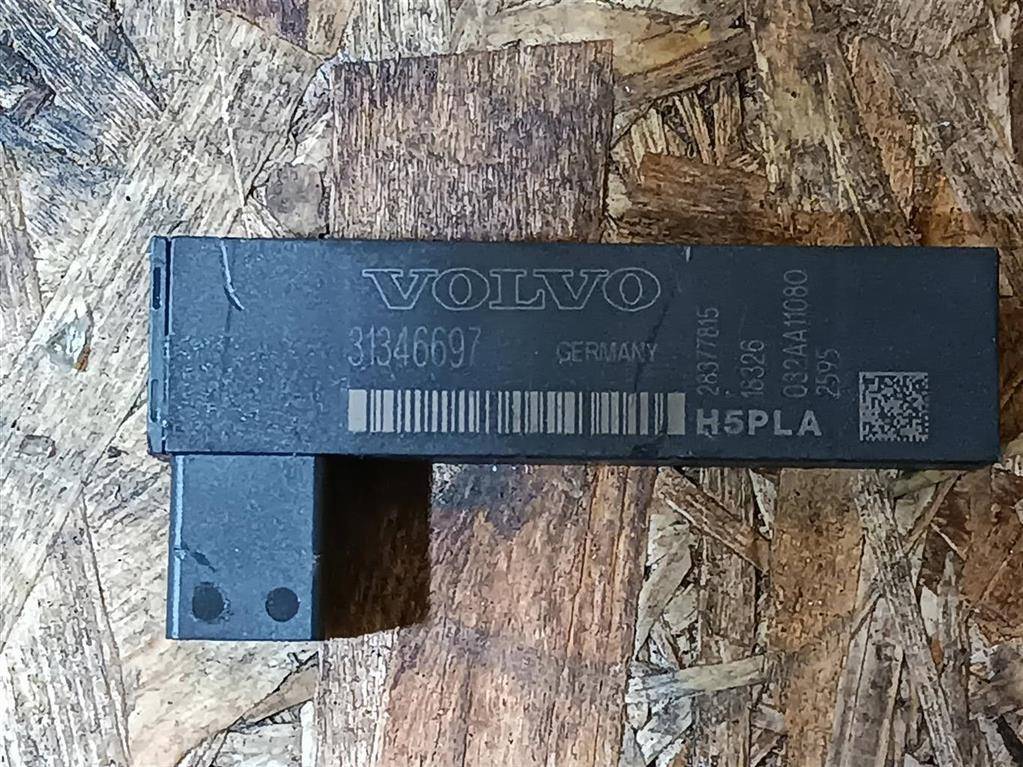 VOLVO
31346697
GERMANY
H5PLA
28377815
16326
032AA11080
2595